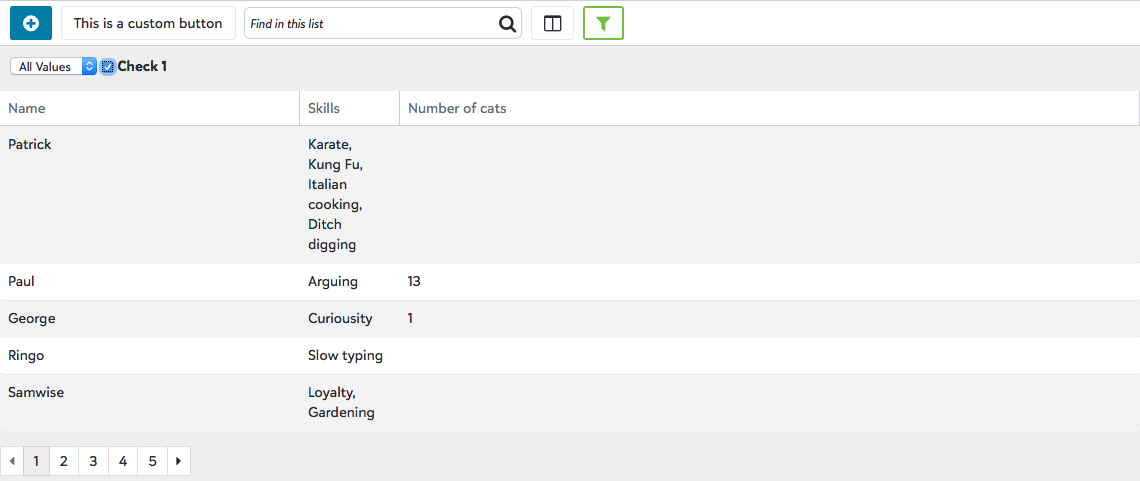 This is a custom button
Find in this list
All Values Check 1
Name Skills Number of cats
Patrick Karate,
Kung Fu,
Italian
cooking,
Ditch
digging
Paul Arguing 13
George Curiousity 1
Ringo Slow typing
Samwise Loyalty,
Gardening
1 2 3 4 5